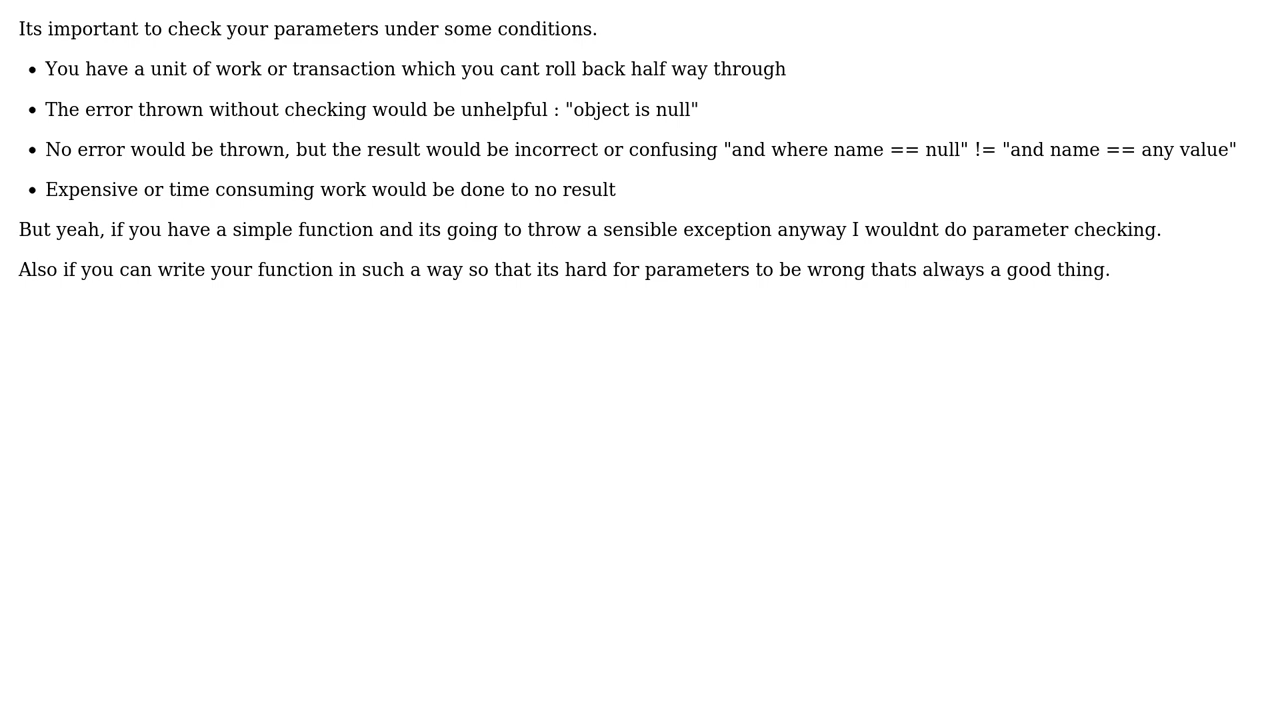 Its important to check your parameters under some conditions.
• You have a unit of work or transaction which you cant roll back half way through
• The error thrown without checking would be unhelpful : "object is null"
• No error would be thrown, but the result would be incorrect or confusing "and where name == null" != "and name == any value"
• Expensive or time consuming work would be done to no result
But yeah, if you have a simple function and its going to throw a sensible exception anyway I wouldnt do parameter checking.
Also if you can write your function in such a way so that its hard for parameters to be wrong thats always a good thing.